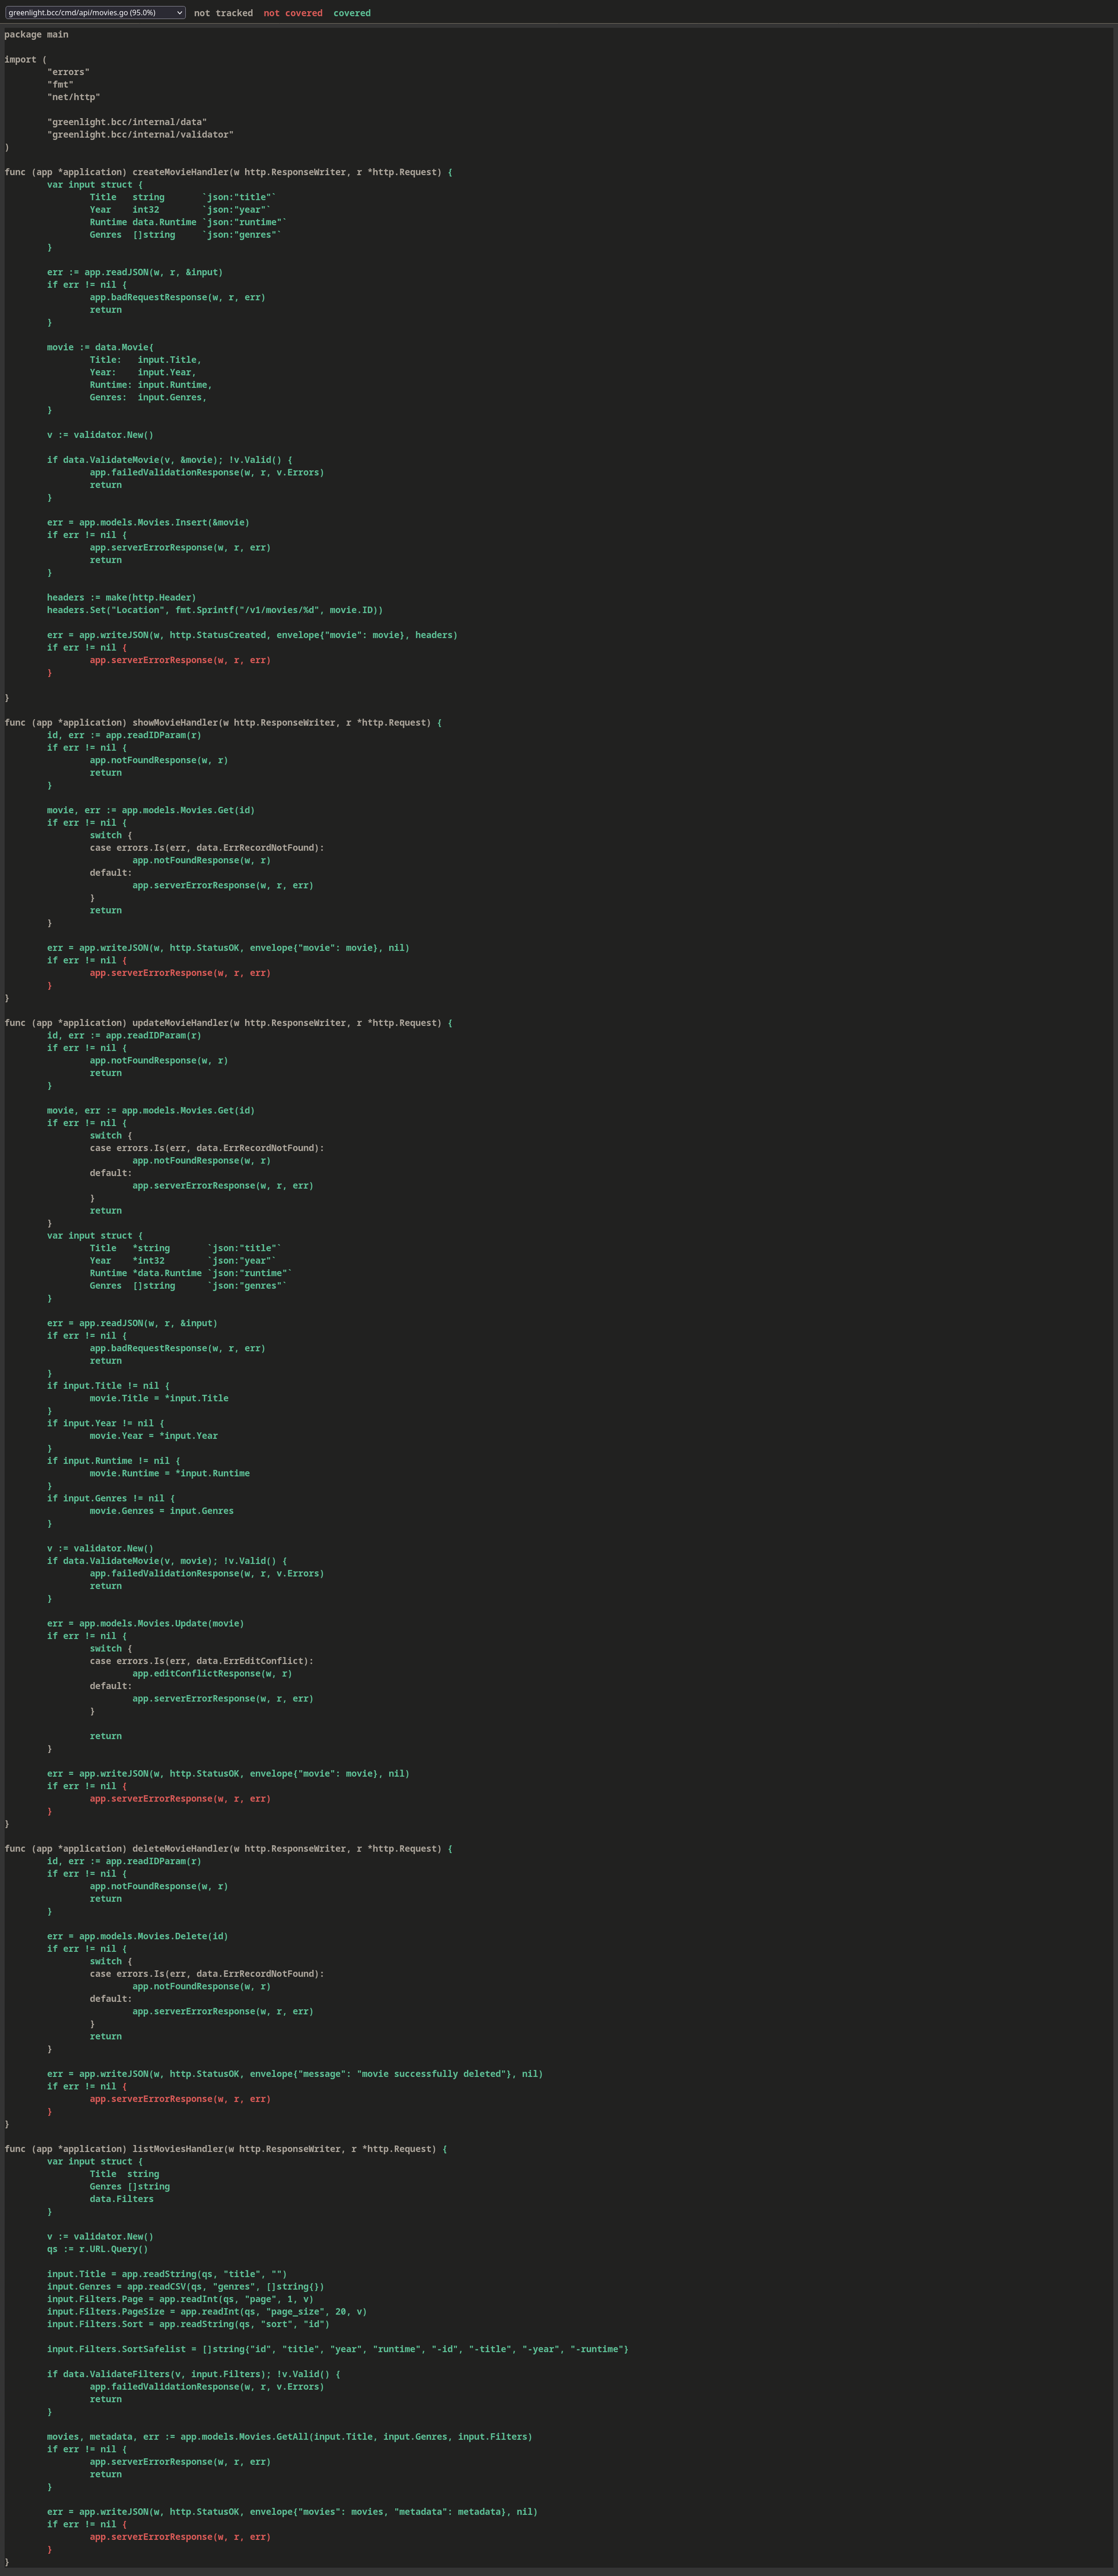 greenlight.bcc/cmd/api/movies.go (95.0%) not tracked not covered covered
package main
import (
"errors"
"fmt"
"net/http"
"greenlight.bcc/internal/data"
"greenlight.bcc/internal/validator"
)
func (app *application) createMovieHandler(w http.ResponseWriter, r *http.Request) {
var input struct {
Title   string       `json:"title"`
Year    int32        `json:"year"`
Runtime data.Runtime `json:"runtime"`
Genres  []string     `json:"genres"`
}
err := app.readJSON(w, r, &input)
if err != nil {
app.badRequestResponse(w, r, err)
return
}
movie := data.Movie{
Title:   input.Title,
Year:    input.Year,
Runtime: input.Runtime,
Genres:  input.Genres,
}
v := validator.New()
if data.ValidateMovie(v, &movie); !v.Valid() {
app.failedValidationResponse(w, r, v.Errors)
return
}
err = app.models.Movies.Insert(&movie)
if err != nil {
app.serverErrorResponse(w, r, err)
return
}
headers := make(http.Header)
headers.Set("Location", fmt.Sprintf("/v1/movies/%d", movie.ID))
err = app.writeJSON(w, http.StatusCreated, envelope{"movie": movie}, headers)
if err != nil {
app.serverErrorResponse(w, r, err)
}
}
func (app *application) showMovieHandler(w http.ResponseWriter, r *http.Request) {
id, err := app.readIDParam(r)
if err != nil {
app.notFoundResponse(w, r)
return
}
movie, err := app.models.Movies.Get(id)
if err != nil {
switch {
case errors.Is(err, data.ErrRecordNotFound):
app.notFoundResponse(w, r)
default:
app.serverErrorResponse(w, r, err)
}
return
}
err = app.writeJSON(w, http.StatusOK, envelope{"movie": movie}, nil)
if err != nil {
app.serverErrorResponse(w, r, err)
}
}
func (app *application) updateMovieHandler(w http.ResponseWriter, r *http.Request) {
id, err := app.readIDParam(r)
if err != nil {
app.notFoundResponse(w, r)
return
}
movie, err := app.models.Movies.Get(id)
if err != nil {
switch {
case errors.Is(err, data.ErrRecordNotFound):
app.notFoundResponse(w, r)
default:
app.serverErrorResponse(w, r, err)
}
return
}
var input struct {
Title   *string       `json:"title"`
Year    *int32        `json:"year"`
Runtime *data.Runtime `json:"runtime"`
Genres  []string      `json:"genres"`
}
err = app.readJSON(w, r, &input)
if err != nil {
app.badRequestResponse(w, r, err)
return
}
if input.Title != nil {
movie.Title = *input.Title
}
if input.Year != nil {
movie.Year = *input.Year
}
if input.Runtime != nil {
movie.Runtime = *input.Runtime
}
if input.Genres != nil {
movie.Genres = input.Genres
}
v := validator.New()
if data.ValidateMovie(v, movie); !v.Valid() {
app.failedValidationResponse(w, r, v.Errors)
return
}
err = app.models.Movies.Update(movie)
if err != nil {
switch {
case errors.Is(err, data.ErrEditConflict):
app.editConflictResponse(w, r)
default:
app.serverErrorResponse(w, r, err)
}
return
}
err = app.writeJSON(w, http.StatusOK, envelope{"movie": movie}, nil)
if err != nil {
app.serverErrorResponse(w, r, err)
}
}
func (app *application) deleteMovieHandler(w http.ResponseWriter, r *http.Request) {
id, err := app.readIDParam(r)
if err != nil {
app.notFoundResponse(w, r)
return
}
err = app.models.Movies.Delete(id)
if err != nil {
switch {
case errors.Is(err, data.ErrRecordNotFound):
app.notFoundResponse(w, r)
default:
app.serverErrorResponse(w, r, err)
}
return
}
err = app.writeJSON(w, http.StatusOK, envelope{"message": "movie successfully deleted"}, nil)
if err != nil {
app.serverErrorResponse(w, r, err)
}
}
func (app *application) listMoviesHandler(w http.ResponseWriter, r *http.Request) {
var input struct {
Title  string
Genres []string
data.Filters
}
v := validator.New()
qs := r.URL.Query()
input.Title = app.readString(qs, "title", "")
input.Genres = app.readCSV(qs, "genres", []string{})
input.Filters.Page = app.readInt(qs, "page", 1, v)
input.Filters.PageSize = app.readInt(qs, "page_size", 20, v)
input.Filters.Sort = app.readString(qs, "sort", "id")
input.Filters.SortSafelist = []string{"id", "title", "year", "runtime", "-id", "-title", "-year", "-runtime"}
if data.ValidateFilters(v, input.Filters); !v.Valid() {
app.failedValidationResponse(w, r, v.Errors)
return
}
movies, metadata, err := app.models.Movies.GetAll(input.Title, input.Genres, input.Filters)
if err != nil {
app.serverErrorResponse(w, r, err)
return
}
err = app.writeJSON(w, http.StatusOK, envelope{"movies": movies, "metadata": metadata}, nil)
if err != nil {
app.serverErrorResponse(w, r, err)
}
}